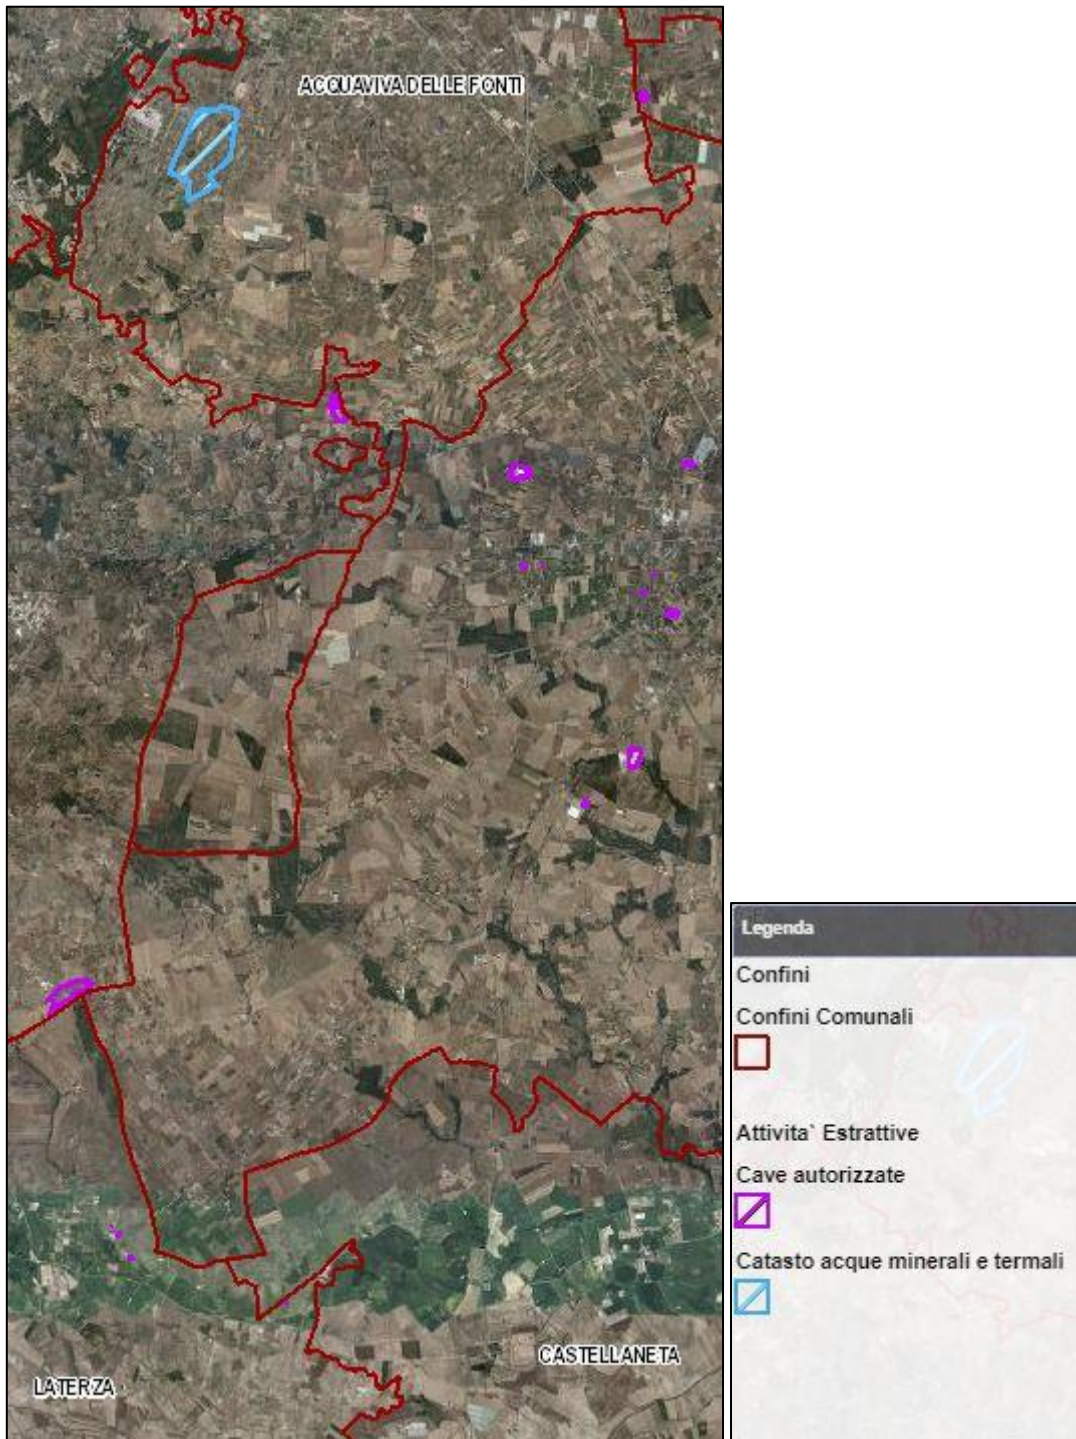 ACQUAVIVA DELLE FONTI
CASTELLANETA
LATERZA
Legenda
Confini
Confini Comunali
Attivita` Estrattive
Cave autorizzate
Catasto acque minerali e termali